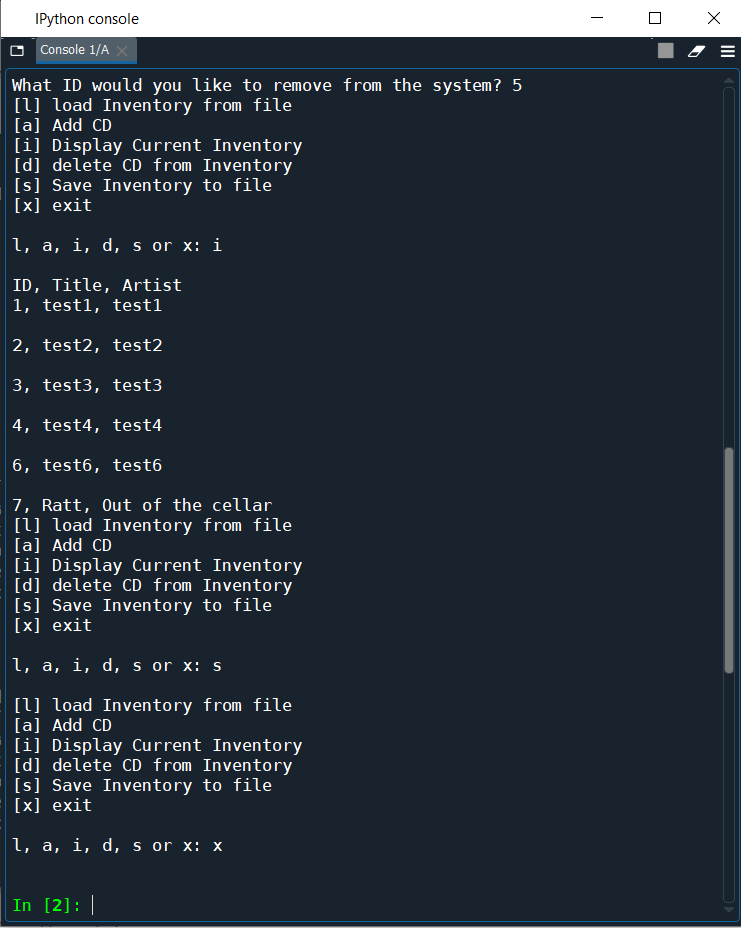 IPython console
Console 1/A
What ID would you like to remove from the system? 5
[l] load Inventory from file
[a] Add CD
[i] Display Current Inventory
[d] delete CD from Inventory
[s] Save Inventory to file
[x] exit
l, a, i, d, s or x: i
ID, Title, Artist
1, test1, test1
2, test2, test2
3, test3, test3
4, test4, test4
6, test6, test6
7, Ratt, Out of the cellar
[l] load Inventory from file
[a] Add CD
[i] Display Current Inventory
[d] delete CD from Inventory
[s] Save Inventory to file
[x] exit
l, a, i, d, s or x: s
[l] load Inventory from file
[a] Add CD
[i] Display Current Inventory
[d] delete CD from Inventory
[s] Save Inventory to file
[x] exit
l, a, i, d, s or x: x
In [2]: